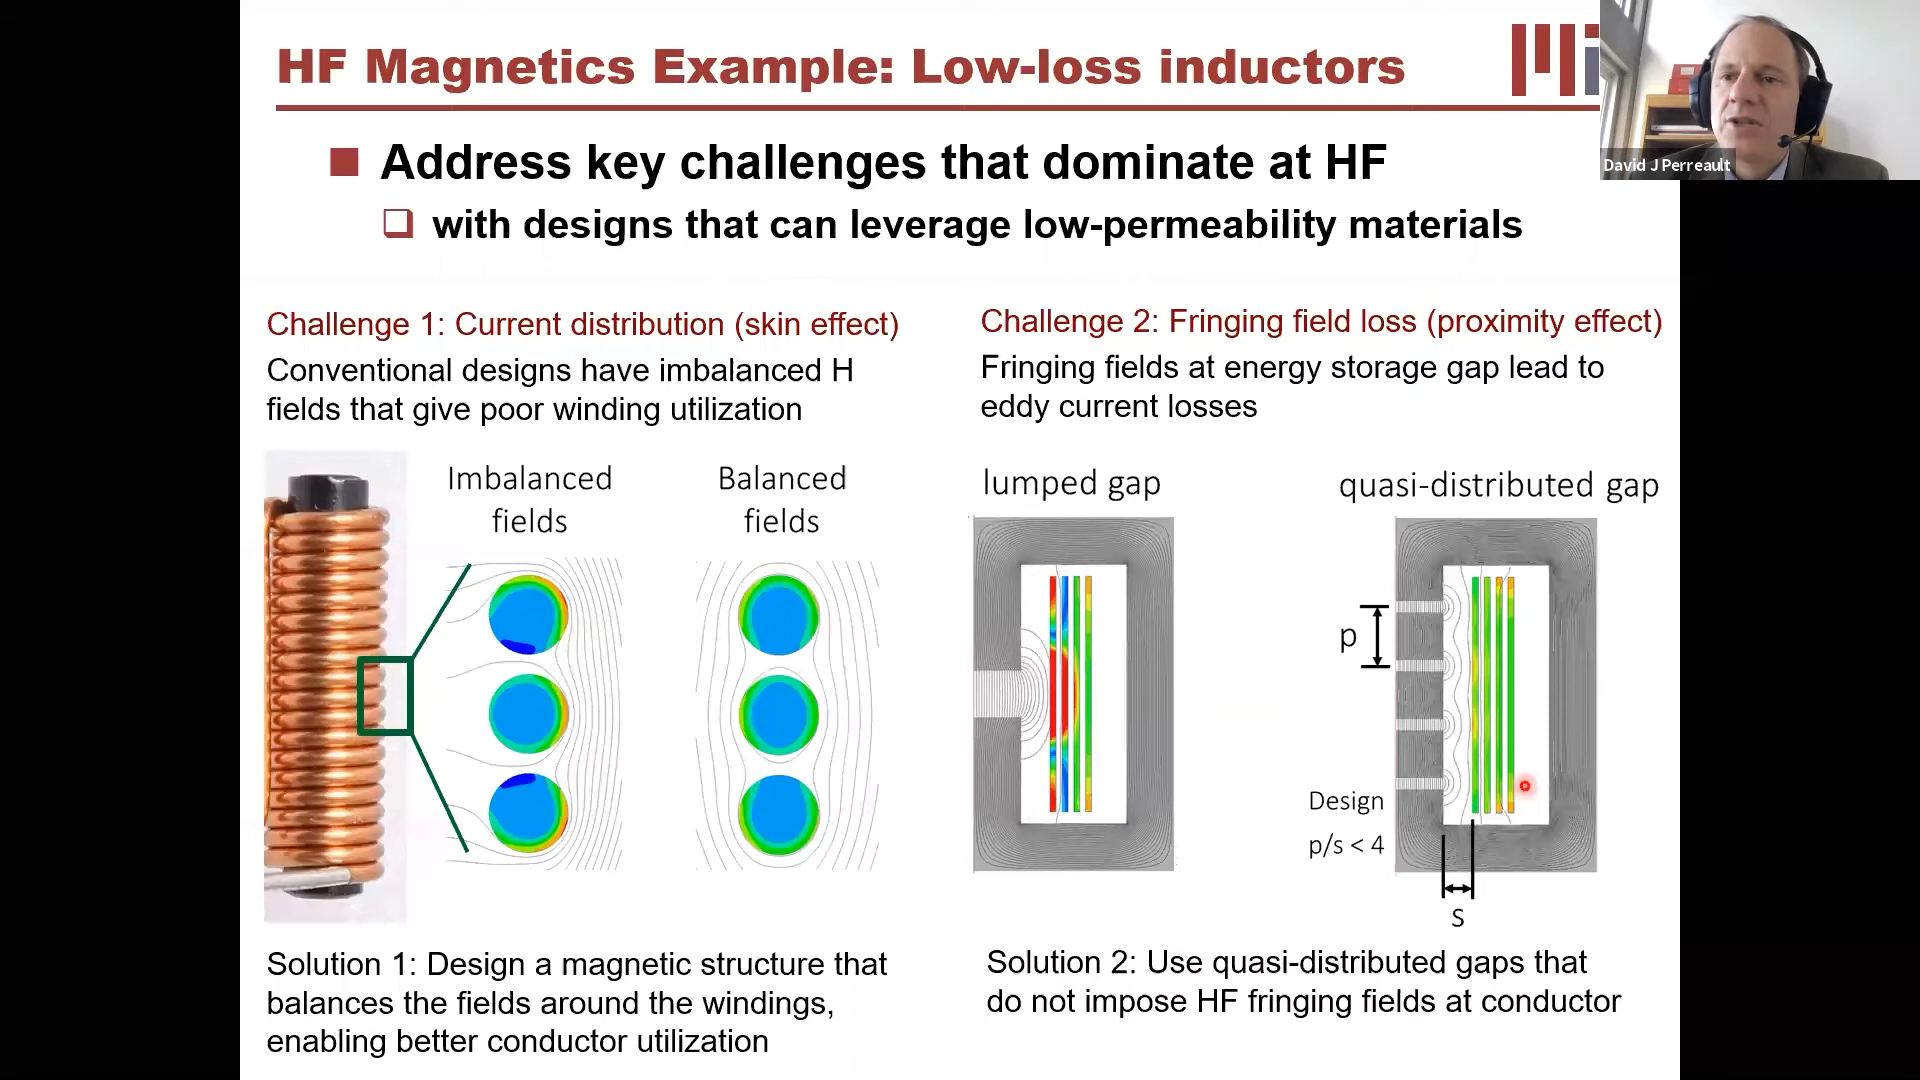 HF Magnetics Example: Low-loss inductors
David J Perreault
Address key challenges that dominate at HF
with designs that can leverage low-permeability materials
Challenge 1: Current distribution (skin effect)
Conventional designs have imbalanced H
fields that give poor winding utilization
Imbalanced
fields
Balanced
fields
Solution 1: Design a magnetic structure that
balances the fields around the windings,
enabling better conductor utilization
Challenge 2: Fringing field loss (proximity effect)
Fringing fields at energy storage gap lead to
eddy current losses
lumped gap
quasi-distributed gap
p
Design
p/s < 4
s
Solution 2: Use quasi-distributed gaps that
do not impose HF fringing fields at conductor